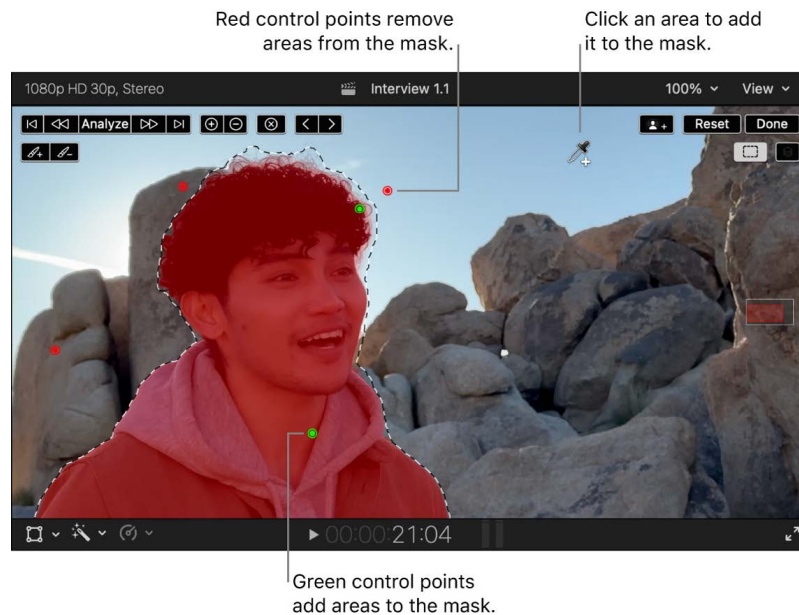 Red control points remove
areas from the mask.
Click an area to add
it to the mask.
1080p HD 30p, Stereo
Interview 1.1
100%
View
Analyze
Reset
Done
00:00:21:04
Green control points
add areas to the mask.